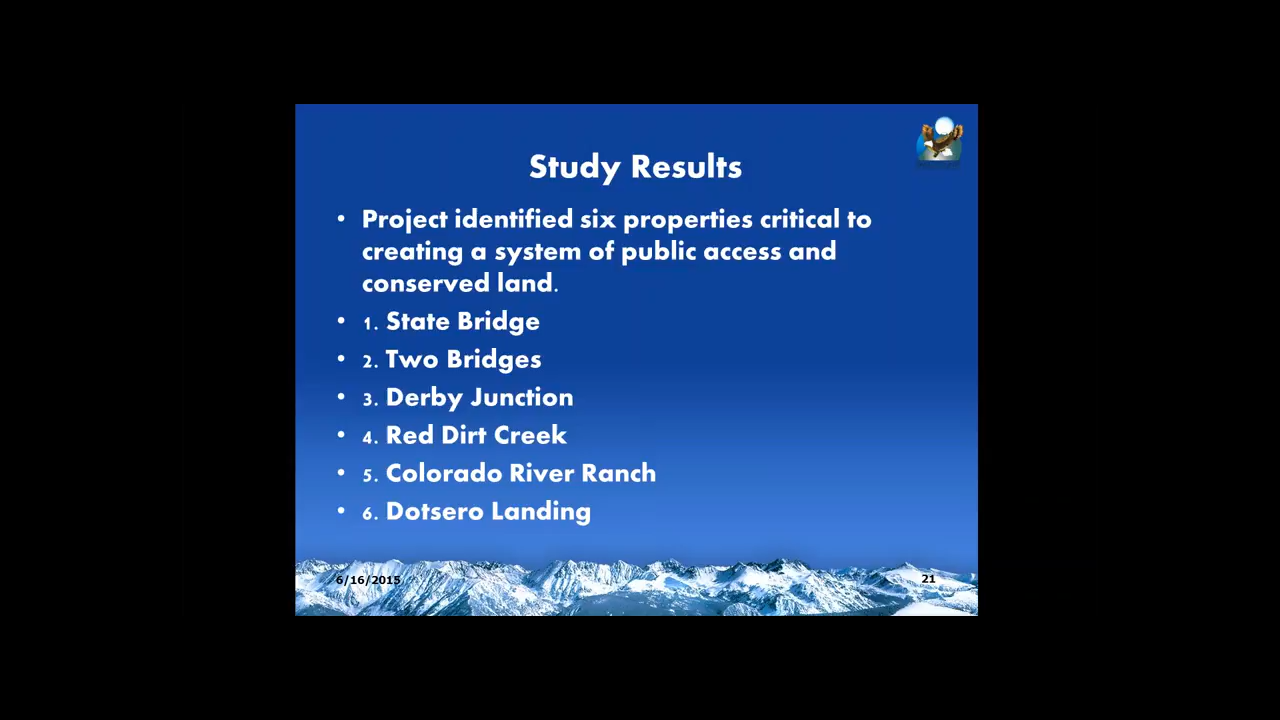 Study Results
• Project identified six properties critical to
creating a system of public access and
conserved land.
• 1. State Bridge
• 2. Two Bridges
• 3. Derby Junction
• 4. Red Dirt Creek
• 5. Colorado River Ranch
• 6. Dotsero Landing
6/16/2015
21